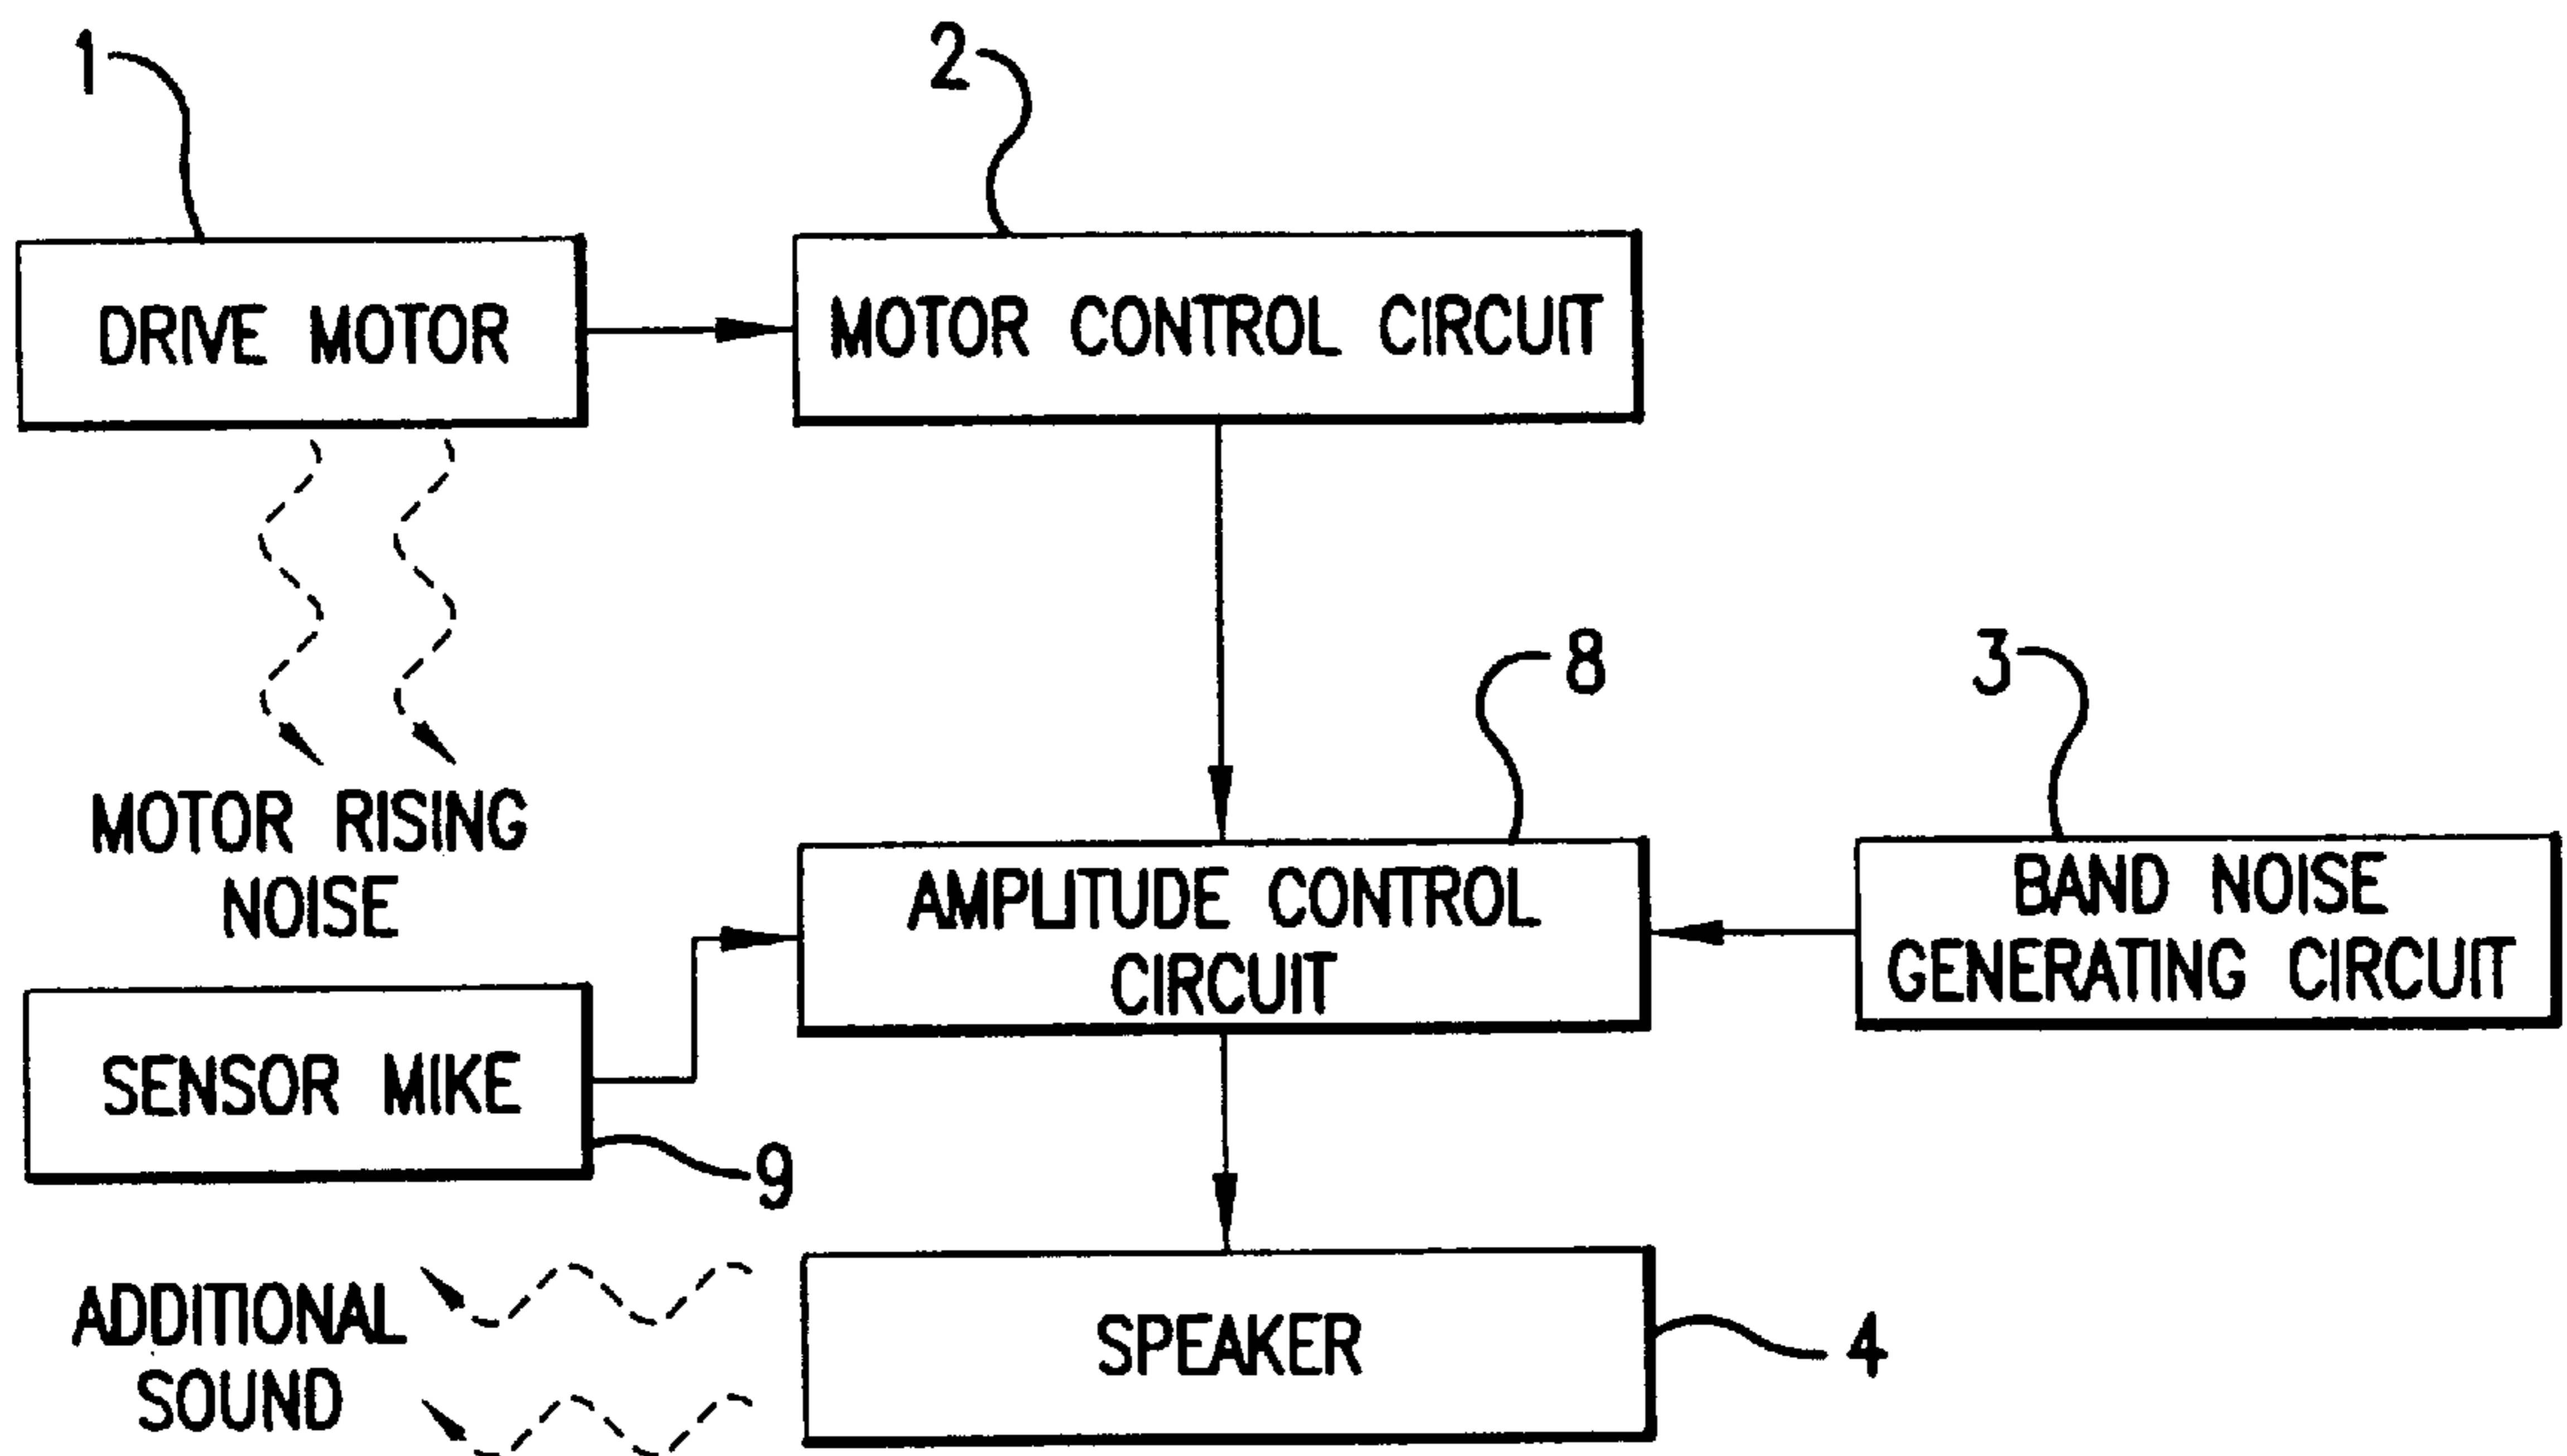 1
2
DRIVE MOTOR
MOTOR CONTROL CIRCUIT
8
3
MOTOR RISING
NOISE
AMPLITUDE CONTROL
CIRCUIT
BAND NOISE
GENERATING CIRCUIT
SENSOR MIKE
9
ADDITIONAL
SOUND
SPEAKER
4